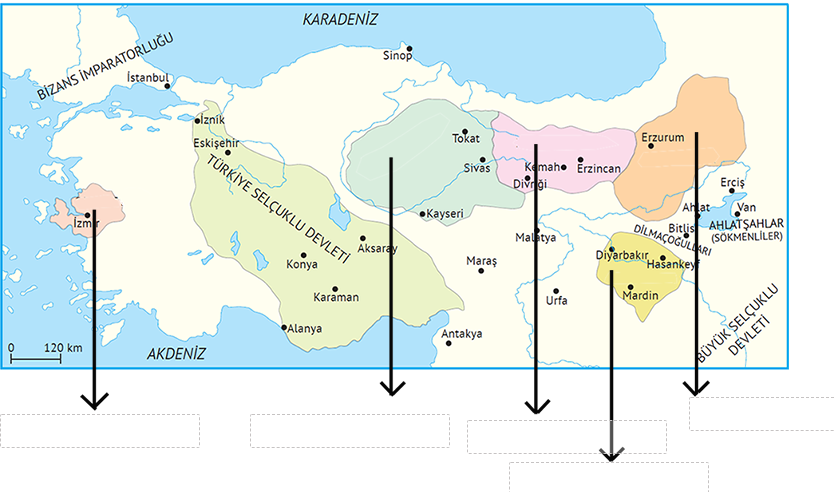 KARADENİZ
BİZANS İMPARATORLUĞU
Sinop
İstanbul
İznik
Eskişehir
Tokat
Erzurum
Sivas
Kemah
Erzincan
Divriği
TÜRKİYE SELÇUKLU DEVLETİ
Erciş
İzmir
Kayseri
Ahlat
Van
AHLATŞAHLAR
(SÖKMENLİLER)
Malatya
Bitlis
DİLMAÇOĞULLARI
Aksaray
Konya
Maraş
Diyarbakır
Hasankeyf
Karaman
Urfa
Mardin
BÜYÜK SELÇUKLU
DEVLETİ
Alanya
Antakya
0 120 km
AKDENİZ